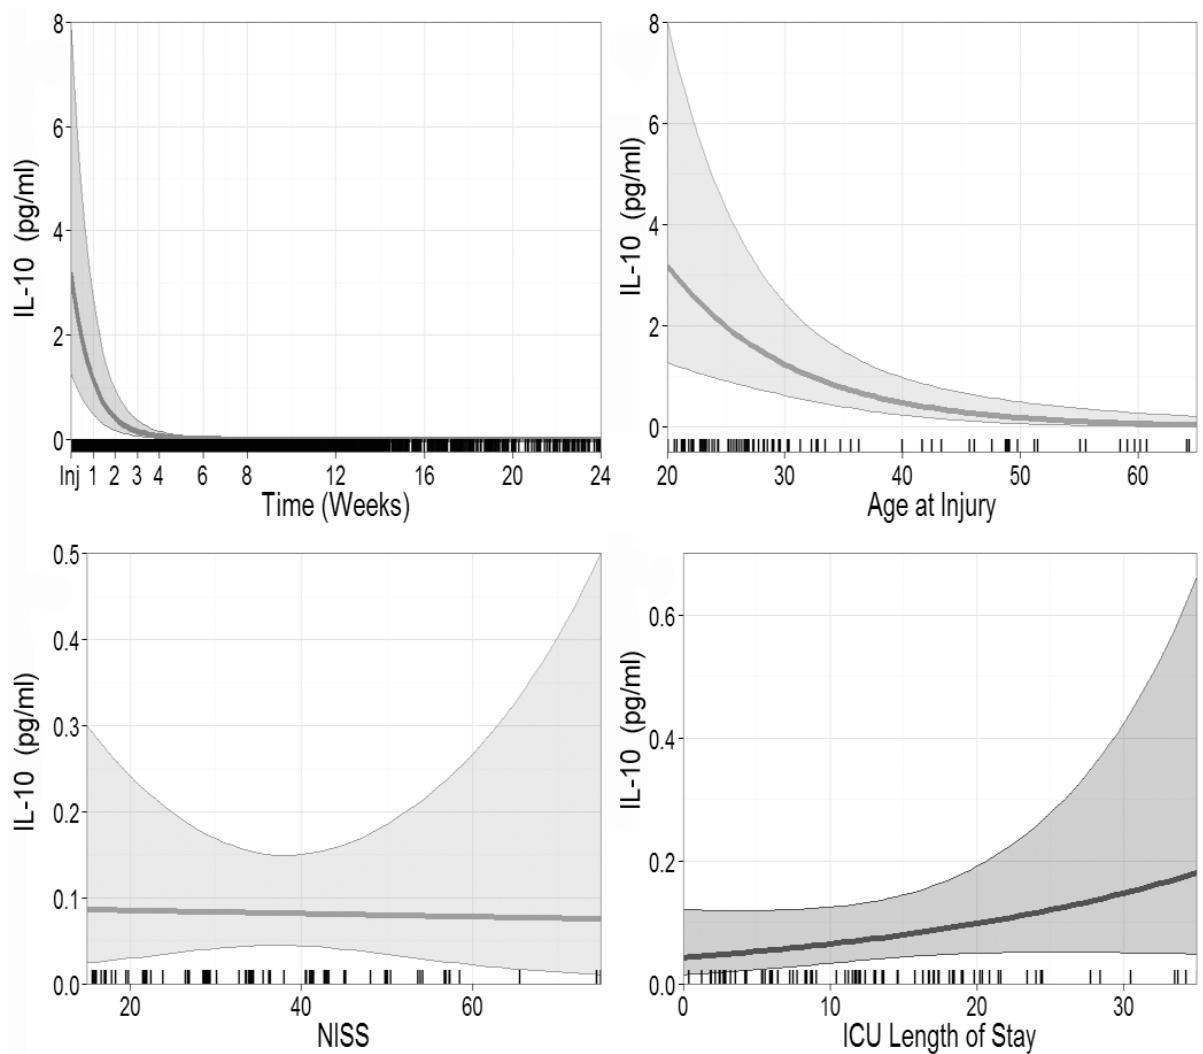 8
6
4
2
0
IL-10 (pg/ml)
Inj 1 2 3 4 6 8 12 16 20 24
Time (Weeks)
8
6
4
2
0
IL-10 (pg/ml)
20 30 40 50 60
Age at Injury
0.5
0.4
0.3
0.2
0.1
0.0
IL-10 (pg/ml)
20 40 60
NISS
0.6
0.4
0.2
0.0
IL-10 (pg/ml)
0 10 20 30
ICU Length of Stay